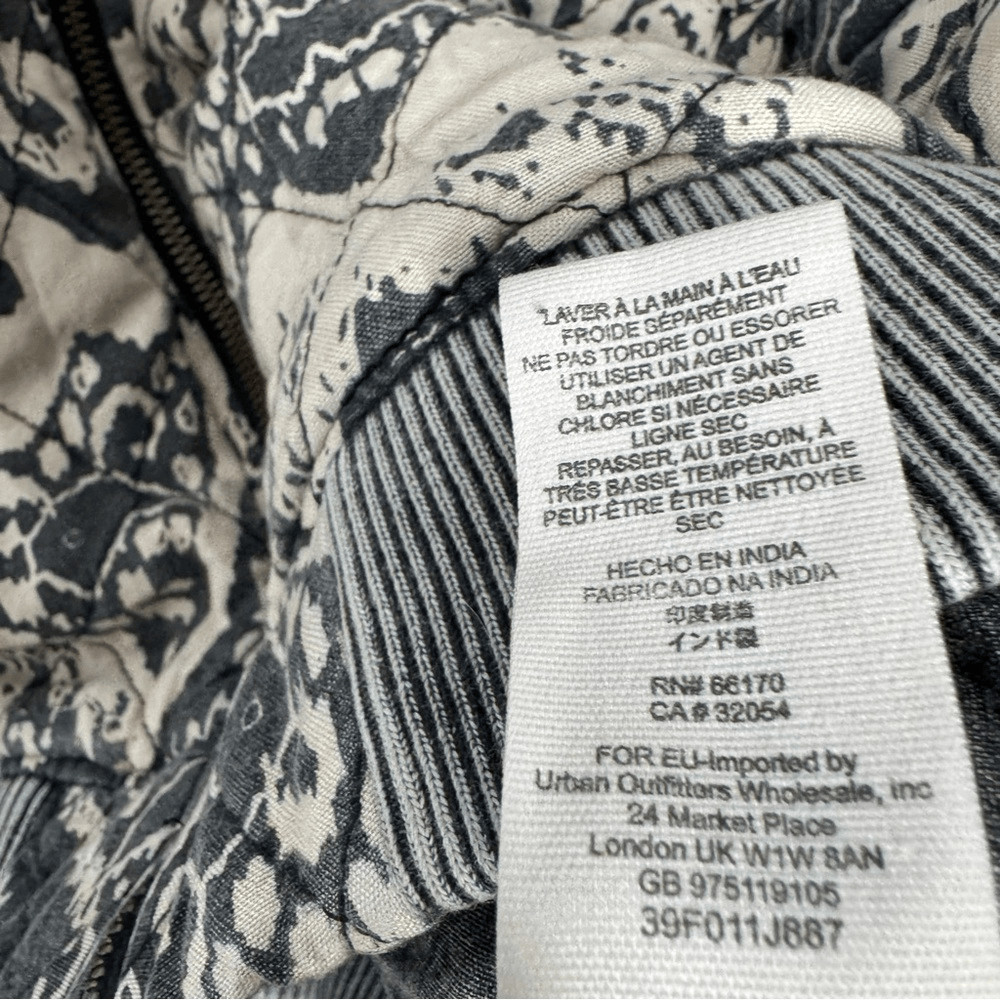 LAVER À LA MAIN À L'EAU
FROIDE SÉPARÉMENT
NE PAS TORDRE OU ESSORER
UTILISER UN AGENT DE
BLANCHIMENT SANS
CHLORE SI NÉCESSAIRE
LIGNE SEC
REPASSER, AU BESOIN, À
TRÈS BASSE TEMPÉRATURE
PEUT-ÊTRE ÊTRE NETTOYÉE
SEC
HECHO EN INDIA
FABRICADO NA INDIA
印度制造
インド製
RN# 66170
CA# 32054
FOR EU-Imported by
Urban Outfitters Wholesale, inc
24 Market Place
London UK W1W 8AN
GB 975119105
39F011J887